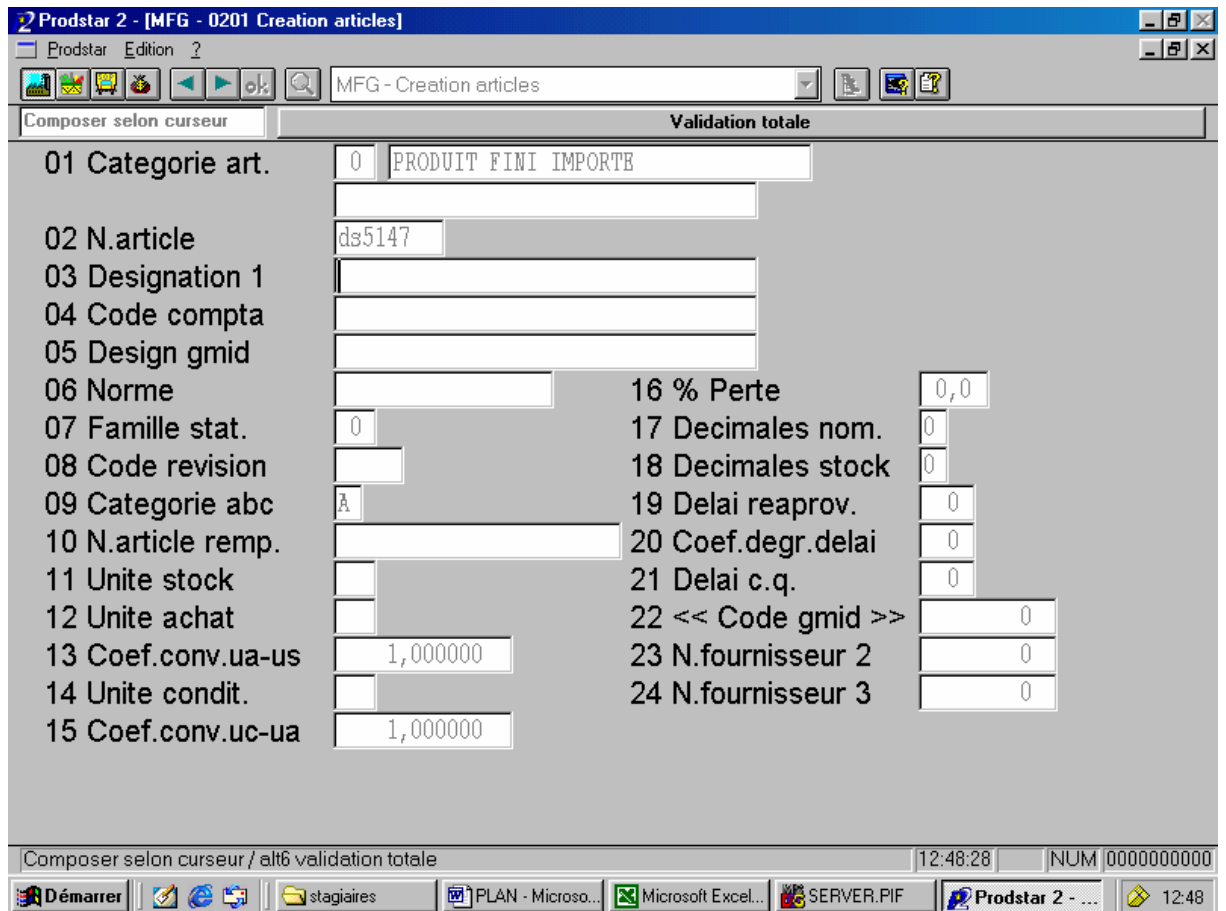 Prodstar 2 - [MFG - 0201 Creation articles]
Prodstar Edition ?
ok MFG - Creation articles
Composer selon curseur Validation totale
01 Categorie art. 0 PRODUIT FINI IMPORTE
02 N.article ds5147
03 Designation 1
04 Code compta
05 Design gmid
06 Norme 16 % Perte 0,0
07 Famille stat. 0 17 Decimales nom. 0
08 Code revision 18 Decimales stock 0
09 Categorie abc A 19 Delai reaprov. 0
10 N.article remp. 20 Coef.degr.delai 0
11 Unite stock 21 Delai c.q. 0
12 Unite achat 22 << Code gmid >> 0
13 Coef.conv.ua-us 1,000000 23 N.fournisseur 2 0
14 Unite condit. 24 N.fournisseur 3 0
15 Coef.conv.uc-ua 1,000000
Composer selon curseur / alt6 validation totale 12:48:28 NUM 0000000000
Démarrer stagiaires PLAN - Microso... Microsoft Excel... SERVER.PIF Prodstar 2 - ... 12:48